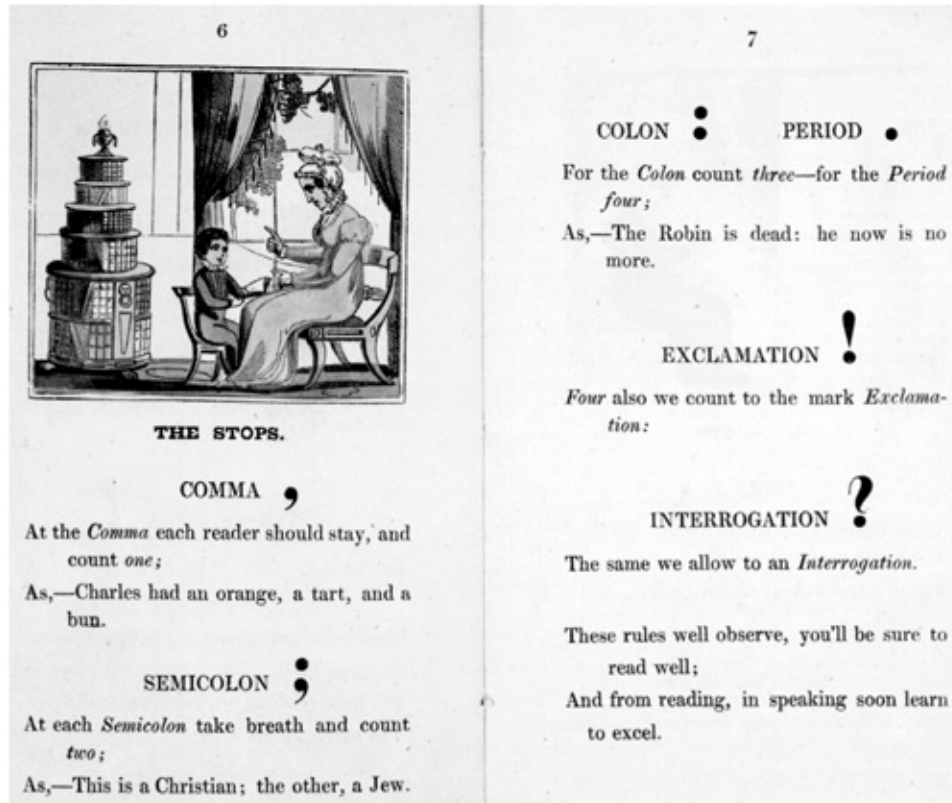 6
THE STOPS.
COMMA ,
At the Comma each reader should stay, and
count one;
As,—Charles had an orange, a tart, and a
bun.
SEMICOLON ;
At each Semicolon take breath and count
two;
As,—This is a Christian; the other, a Jew.
7
COLON : PERIOD .
For the Colon count three—for the Period
four;
As,—The Robin is dead: he now is no
more.
EXCLAMATION !
Four also we count to the mark Exclama-
tion:
INTERROGATION ?
The same we allow to an Interrogation.
These rules well observe, you'll be sure to
read well;
And from reading, in speaking soon learn
to excel.